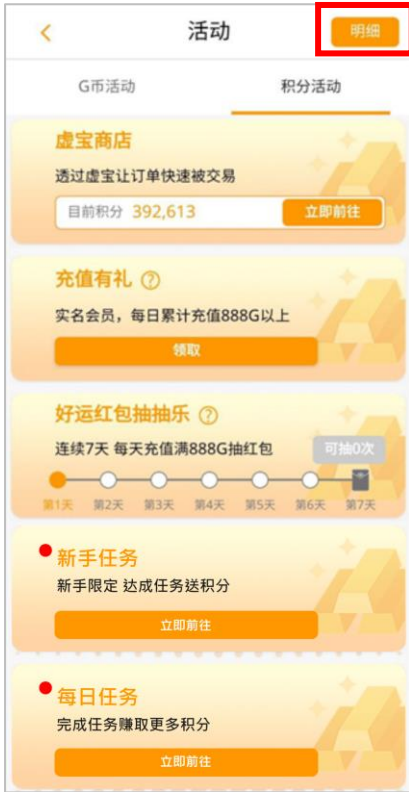 活动
明细
G币活动
积分活动
虚宝商店
透过虚宝让订单快速被交易
目前积分 392,613
立即前往
充值有礼 ?
实名会员，每日累计充值888G以上
领取
好运红包抽抽乐 ?
连续7天 每天充值满888G抽红包
可抽0次
第1天 第2天 第3天 第4天 第5天 第6天 第7天
新手任务
新手限定 达成任务送积分
立即前往
每日任务
完成任务赚取更多积分
立即前往